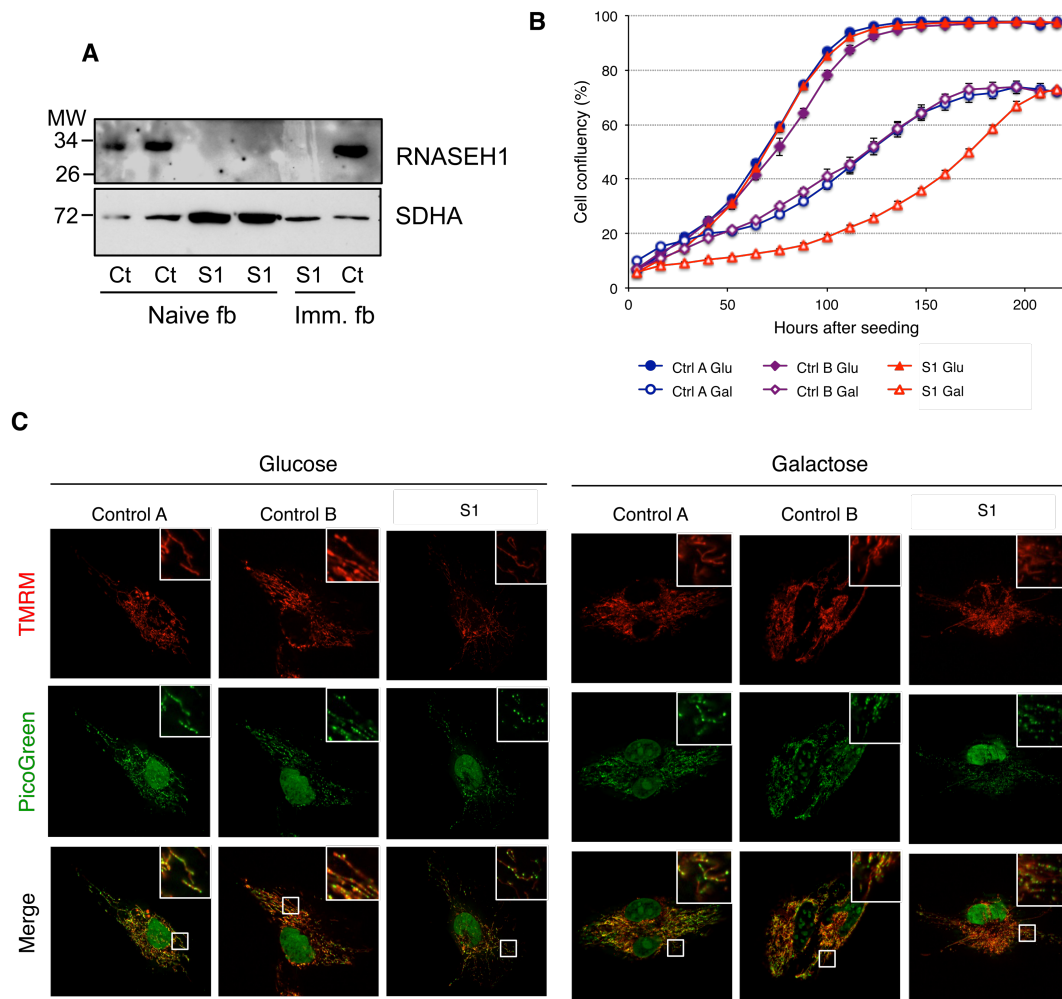 A
MW
34
26
72
RNASEH1
SDHA
Ct Ct S1 S1 S1 Ct
Naive fb Imm. fb
B
Cell confluency (%)
100
80
60
40
20
0
50 100 150 200
Hours after seeding
Ctrl A Glu Ctrl B Glu S1 Glu
Ctrl A Gal Ctrl B Gal S1 Gal
C
Glucose Galactose
Control A Control B S1 Control A Control B S1
TMRM
PicoGreen
Merge